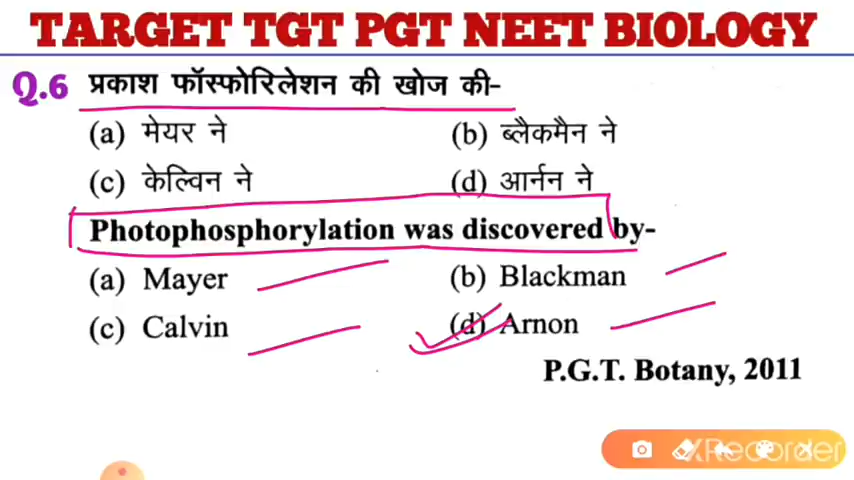 TARGET TGT PGT NEET BIOLOGY
Q.6 प्रकाश फॉस्फोरिलेशन की खोज की-
(a) मेयर ने (b) ब्लैकमैन ने
(c) केल्विन ने (d) आर्नन ने
Photophosphorylation was discovered by-
(a) Mayer (b) Blackman
(c) Calvin (d) Arnon
P.G.T. Botany, 2011
XRecorder